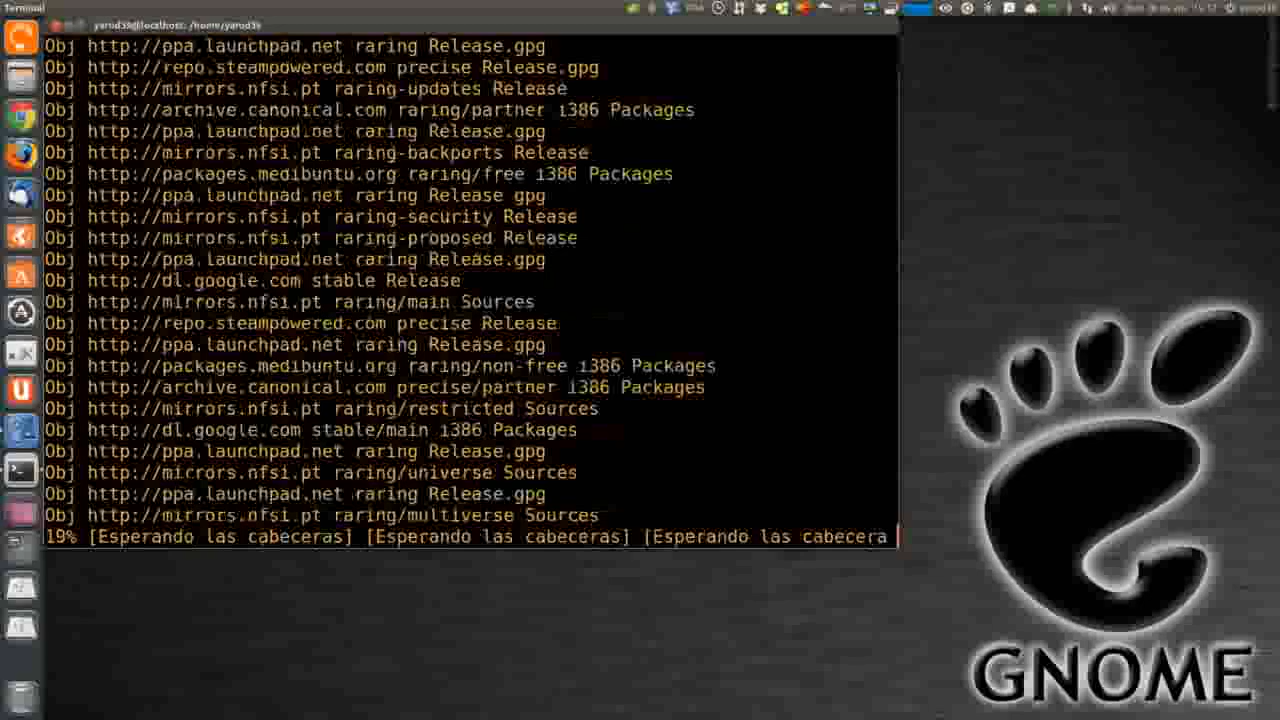 Terminal
yarod39@localhost: /home/yarod39
Obj http://ppa.launchpad.net raring Release.gpg
Obj http://repo.steampowered.com precise Release.gpg
Obj http://mirrors.nfsi.pt raring-updates Release
Obj http://archive.canonical.com raring/partner i386 Packages
Obj http://ppa.launchpad.net raring Release.gpg
Obj http://mirrors.nfsi.pt raring-backports Release
Obj http://packages.medibuntu.org raring/free i386 Packages
Obj http://ppa.launchpad.net raring Release gpg
Obj http://mirrors.nfsi.pt raring-security Release
Obj http://mirrors.nfsi.pt raring-proposed Release
Obj http://ppa.launchpad.net raring Release.gpg
Obj http://dl.google.com stable Release
Obj http://mirrors.nfsi.pt raring/main Sources
Obj http://repo.steampowered.com precise Release
Obj http://ppa.launchpad.net raring Release.gpg
Obj http://packages.medibuntu.org raring/non-free i386 Packages
Obj http://archive.canonical.com precise/partner i386 Packages
Obj http://mirrors.nfsi.pt raring/restricted Sources
Obj http://dl.google.com stable/main i386 Packages
Obj http://ppa.launchpad.net raring Release.gpg
Obj http://mirrors.nfsi.pt raring/universe Sources
Obj http://ppa.launchpad.net raring Release.gpg
Obj http://mirrors.nfsi.pt raring/multiverse Sources
19% [Esperando las cabeceras] [Esperando las cabeceras] [Esperando las cabecera
GNOME